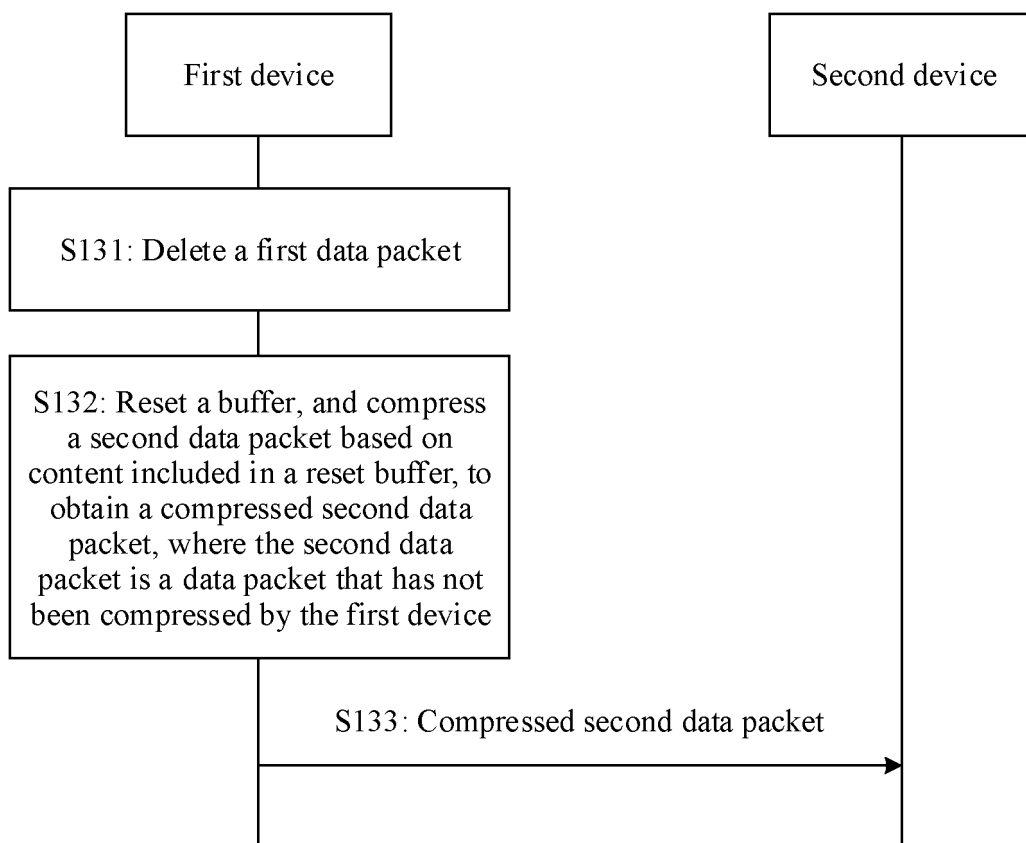 First device
Second device
S131: Delete a first data packet
S132: Reset a buffer, and compress
a second data packet based on
content included in a reset buffer, to
obtain a compressed second data
packet, where the second data
packet is a data packet that has not
been compressed by the first device
S133: Compressed second data packet